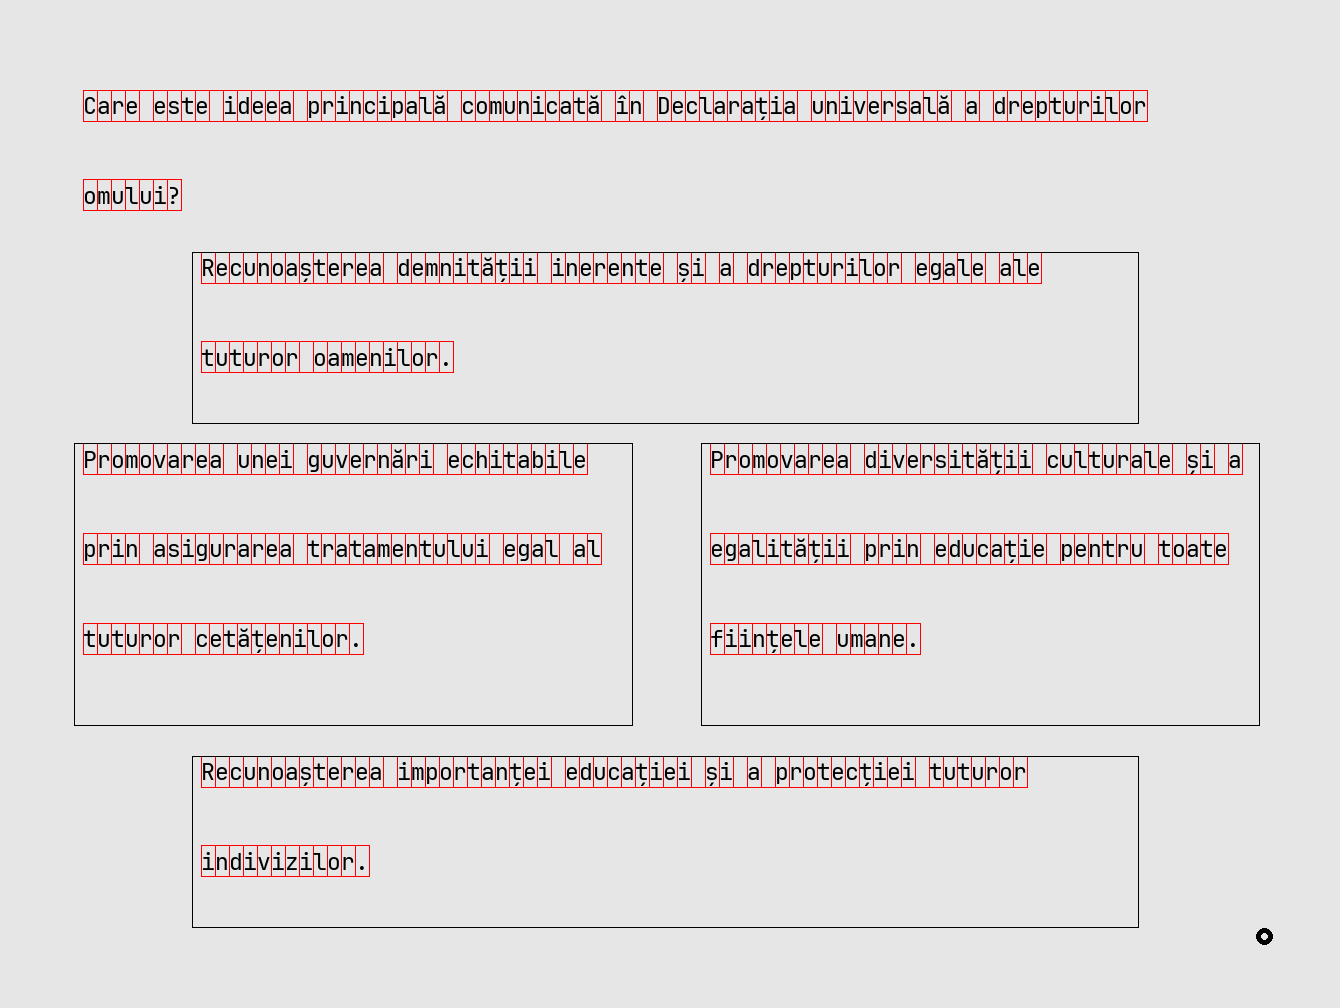 Care este ideea principală comunicată în Declarația universală a drepturilor
omului?
Recunoașterea demnității inerente și a drepturilor egale ale
tuturor oamenilor.
Promovarea unei guvernări echitabile
prin asigurarea tratamentului egal al
tuturor cetățenilor.
Promovarea diversității culturale și a
egalității prin educație pentru toate
ființele umane.
Recunoașterea importanței educației și a protecției tuturor
indivizilor.